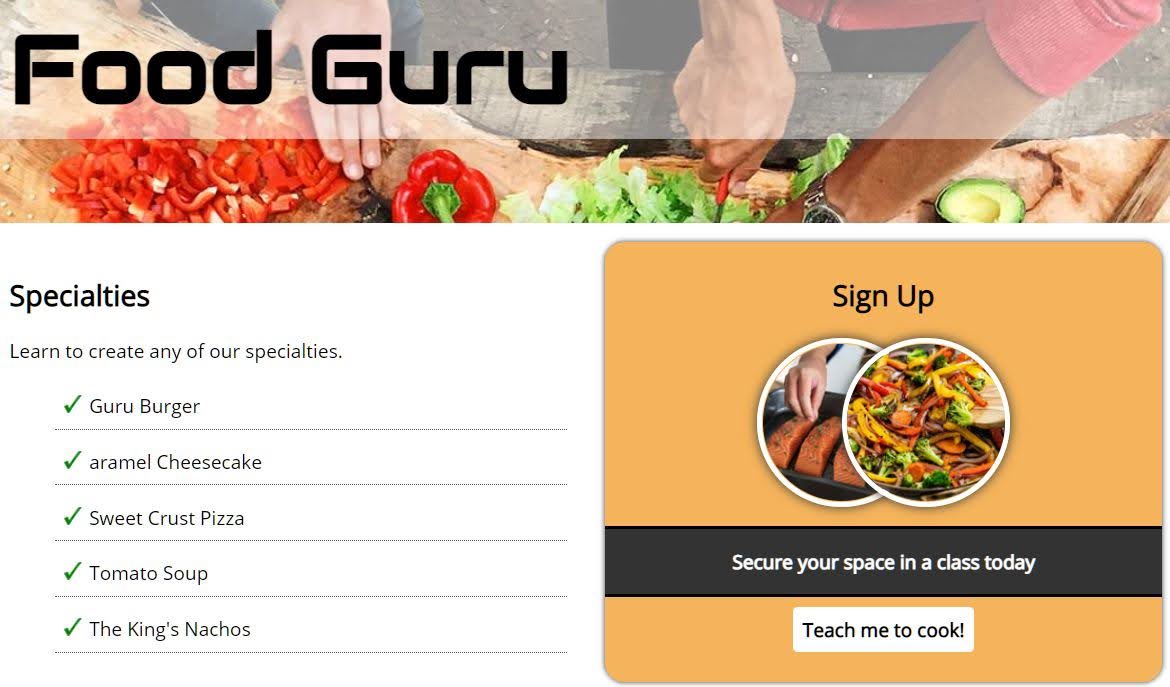 Food Guru
Specialties
Learn to create any of our specialties.
✓ Guru Burger
✓ aramel Cheesecake
✓ Sweet Crust Pizza
✓ Tomato Soup
✓ The King's Nachos
Sign Up
Secure your space in a class today
Teach me to cook!